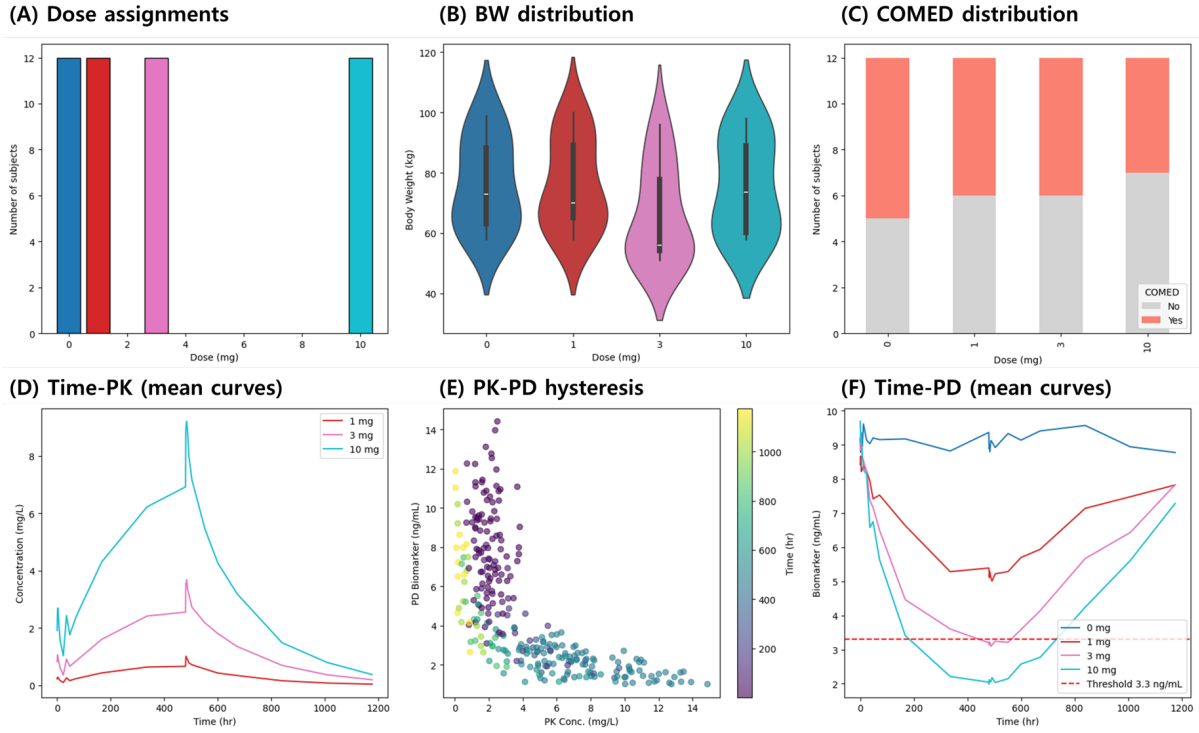 (A) Dose assignments
(B) BW distribution
(C) COMED distribution
Number of subjects
12
10
8
6
4
2
0
0
2
4
6
8
10
Dose (mg)
Body Weight (kg)
120
100
80
60
40
0
1
3
10
Dose (mg)
Number of subjects
12
10
8
6
4
2
0
COMED
No
Yes
0
1
3
10
Dose (mg)
(D) Time-PK (mean curves)
(E) PK-PD hysteresis
(F) Time-PD (mean curves)
Concentration (mg/L)
8
6
4
2
0
1 mg
3 mg
10 mg
0
200
400
600
800
1000
1200
Time (hr)
PD Biomarker (ng/mL)
14
12
10
8
6
4
2
0
2
4
6
8
10
12
14
PK Conc. (mg/L)
1000
800
600
400
200
Time (hr)
Biomarker (ng/mL)
10
9
8
7
6
5
4
3
2
0 mg
1 mg
3 mg
10 mg
Threshold 3.3 ng/mL
0
200
400
600
800
1000
1200
Time (hr)